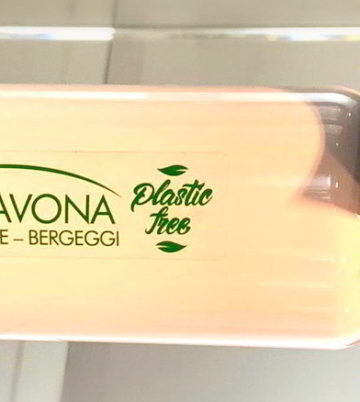 AVONA
E – BERGEGGI
Plastic
free